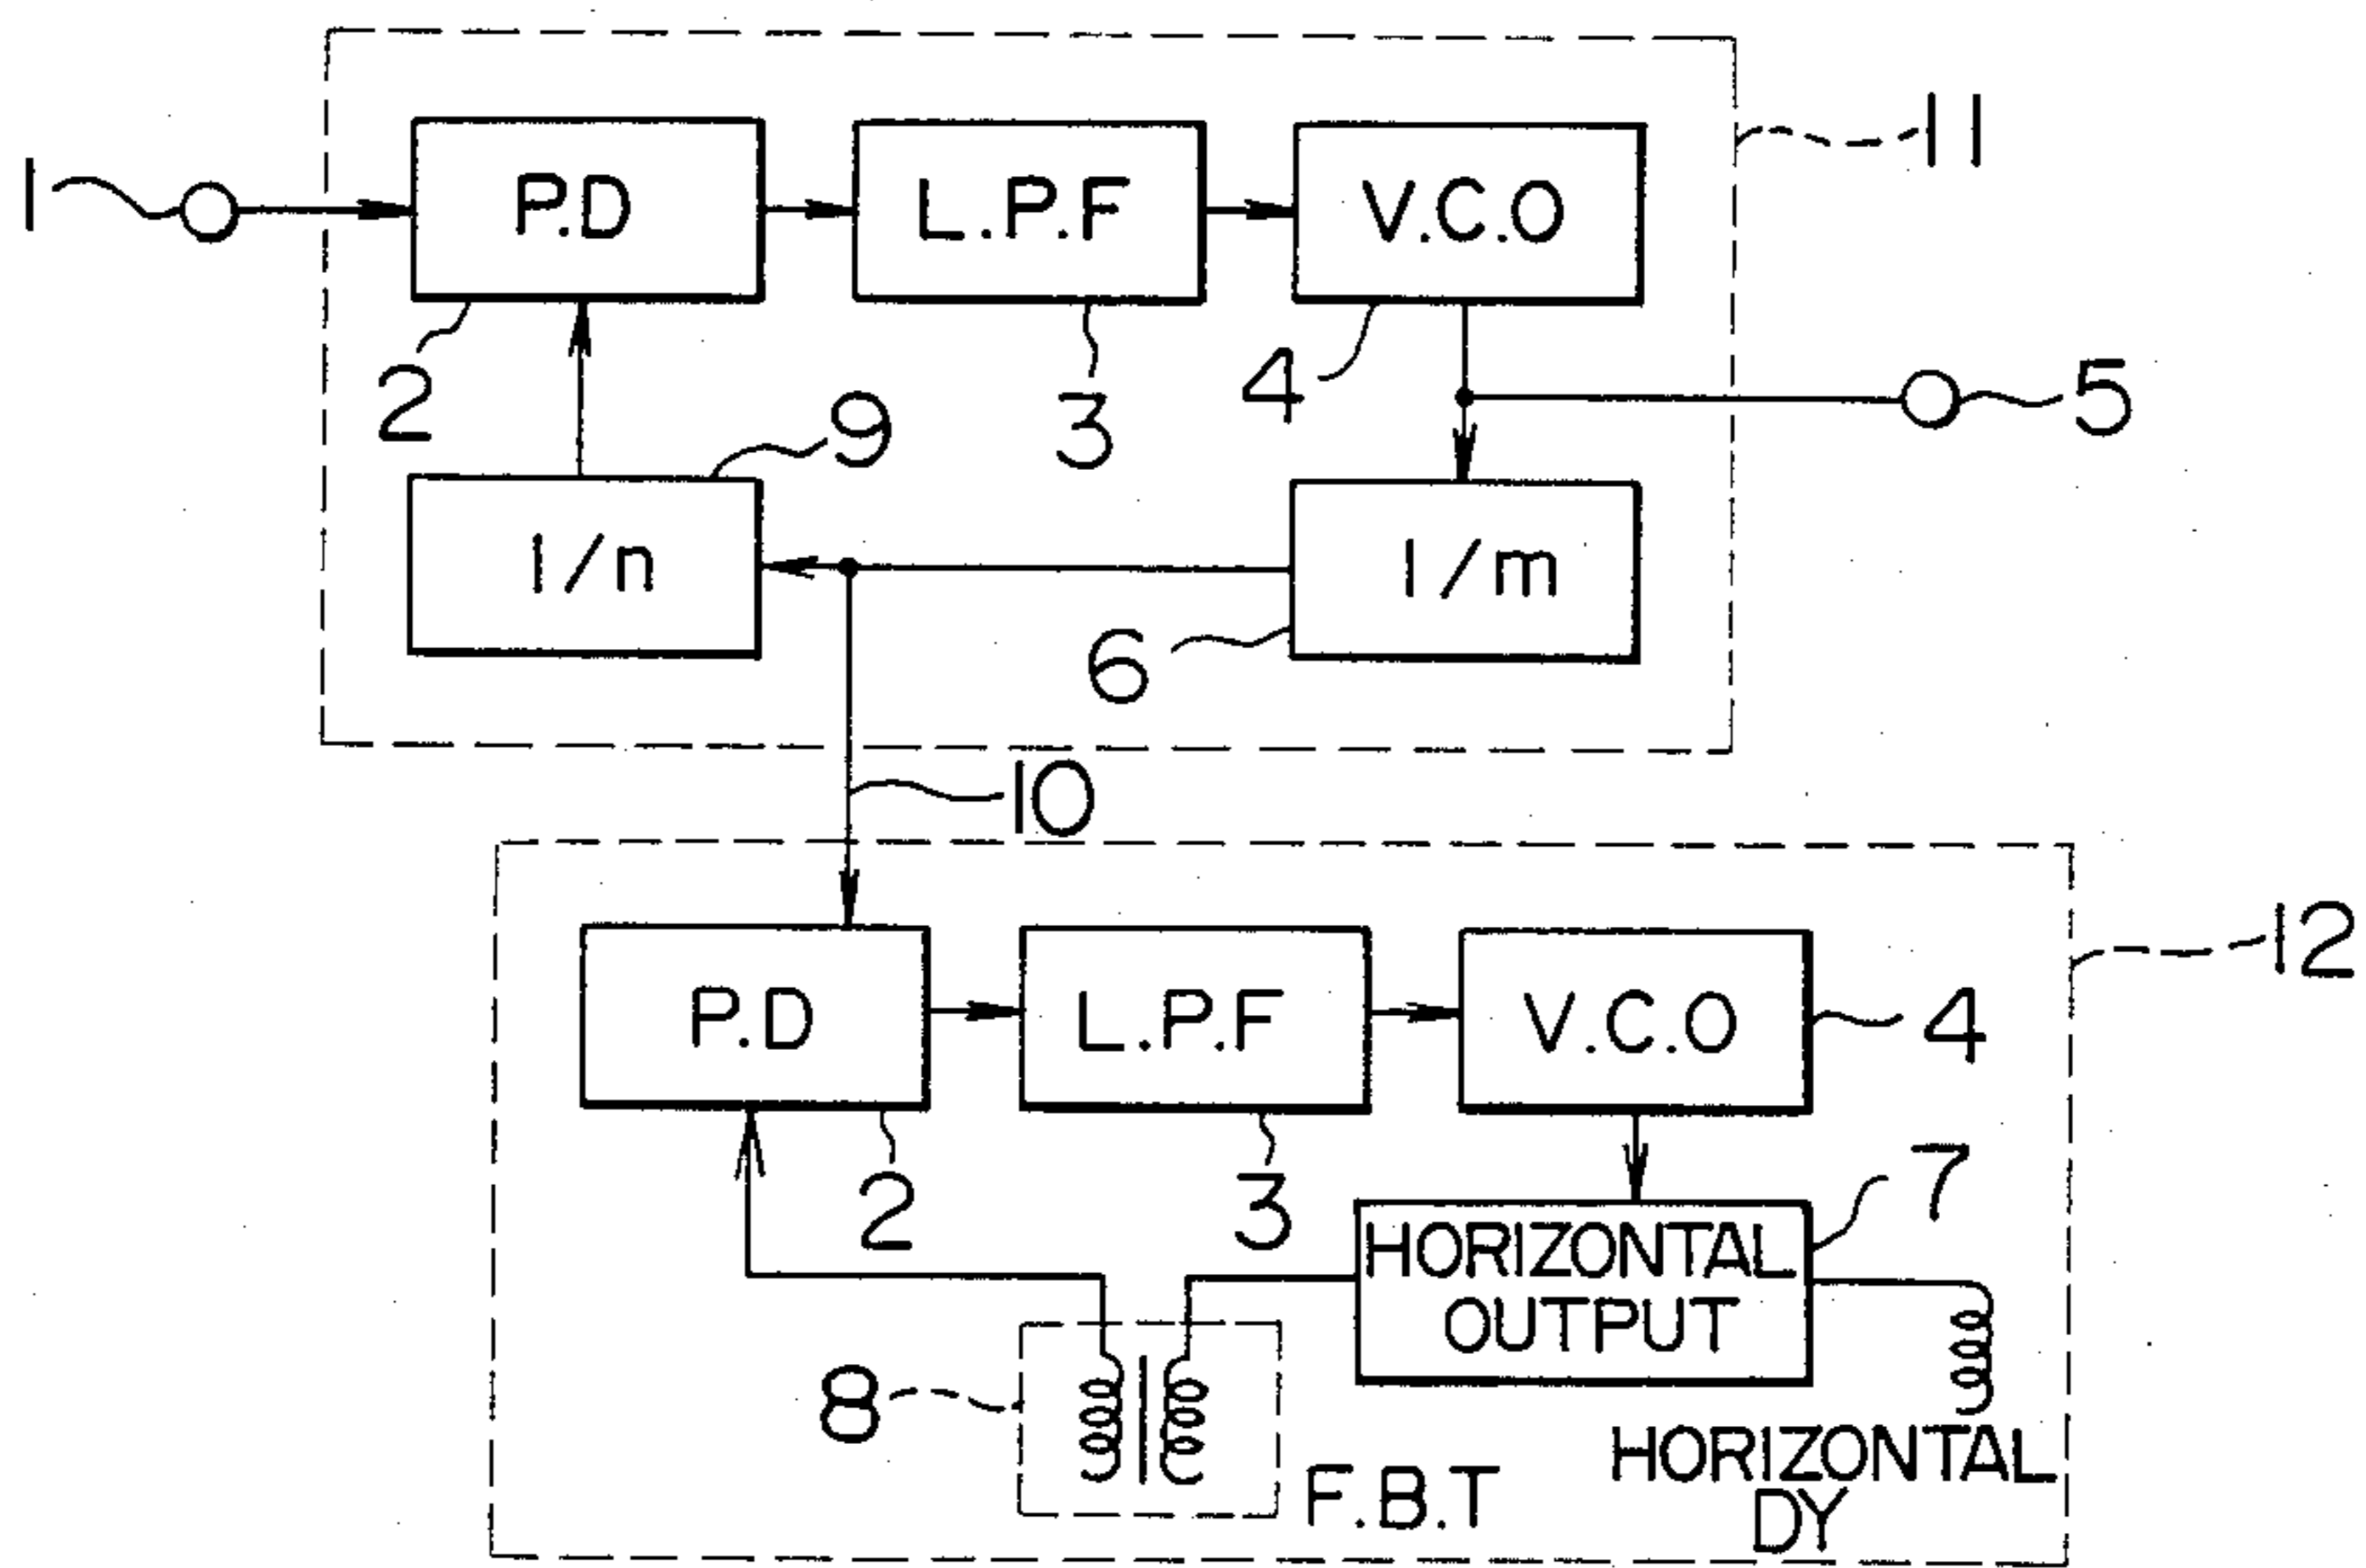 1
P.D
L.P.F
V.C.O
11
2
9
3
4
5
1/n
1/m
6
10
P.D
L.P.F
V.C.O
12
4
2
3
7
HORIZONTAL
OUTPUT
8
F.B.T
HORIZONTAL
DY